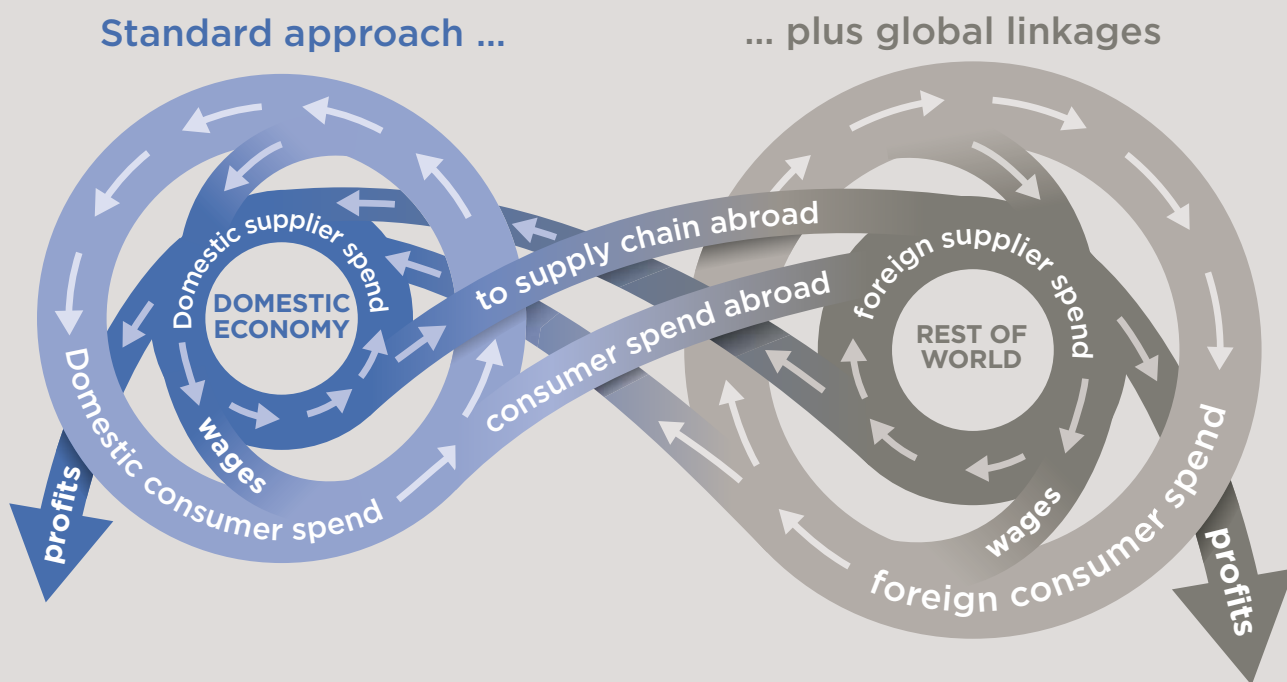 Standard approach ...
... plus global linkages
Domestic supplier spend
DOMESTIC
ECONOMY
to supply chain abroad
consumer spend abroad
foreign supplier spend
REST OF
WORLD
wages
Domestic consumer spend
profits
wages
foreign consumer spend
profits